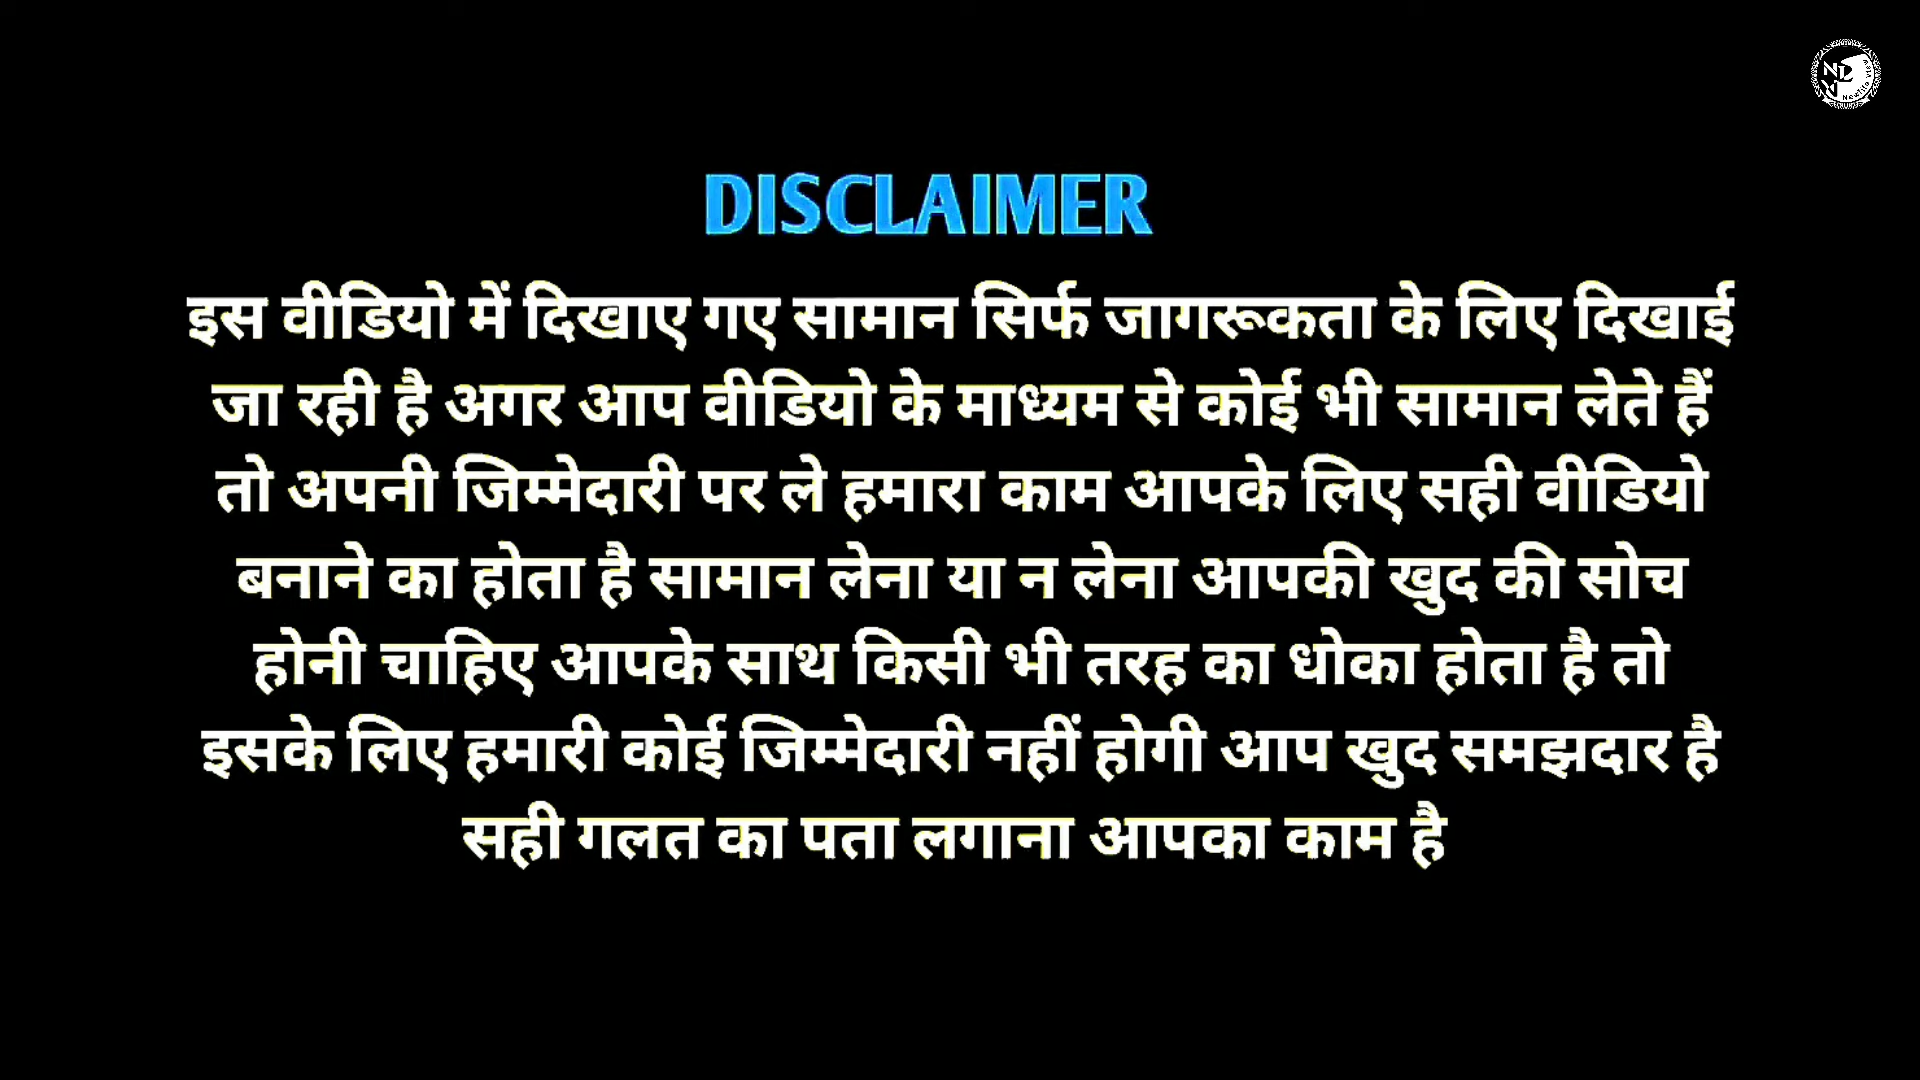 DISCLAIMER
इस वीडियो में दिखाए गए सामान सिर्फ जागरूकता के लिए दिखाई
जा रही है अगर आप वीडियो के माध्यम से कोई भी सामान लेते हैं
तो अपनी जिम्मेदारी पर ले हमारा काम आपके लिए सही वीडियो
बनाने का होता है सामान लेना या न लेना आपकी खुद की सोच
होनी चाहिए आपके साथ किसी भी तरह का धोका होता है तो
इसके लिए हमारी कोई जिम्मेदारी नहीं होगी आप खुद समझदार है
सही गलत का पता लगाना आपका काम है